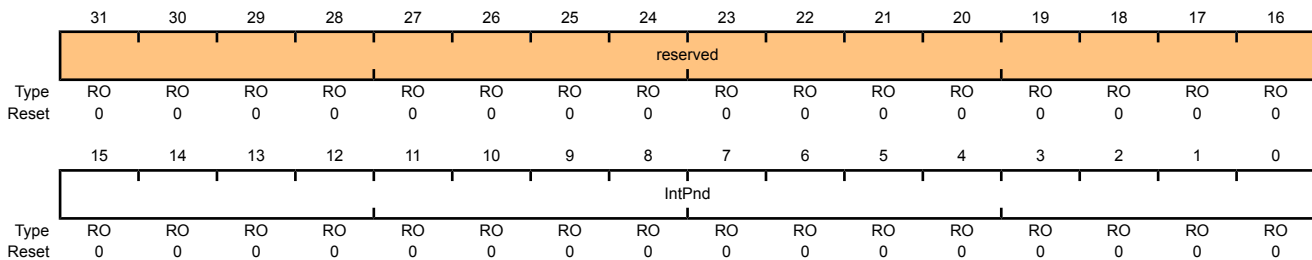 31 30 29 28 27 26 25 24 23 22 21 20 19 18 17 16
reserved
Type RO RO RO RO RO RO RO RO RO RO RO RO RO RO RO RO
Reset 0 0 0 0 0 0 0 0 0 0 0 0 0 0 0 0
15 14 13 12 11 10 9 8 7 6 5 4 3 2 1 0
IntPnd
Type RO RO RO RO RO RO RO RO RO RO RO RO RO RO RO RO
Reset 0 0 0 0 0 0 0 0 0 0 0 0 0 0 0 0